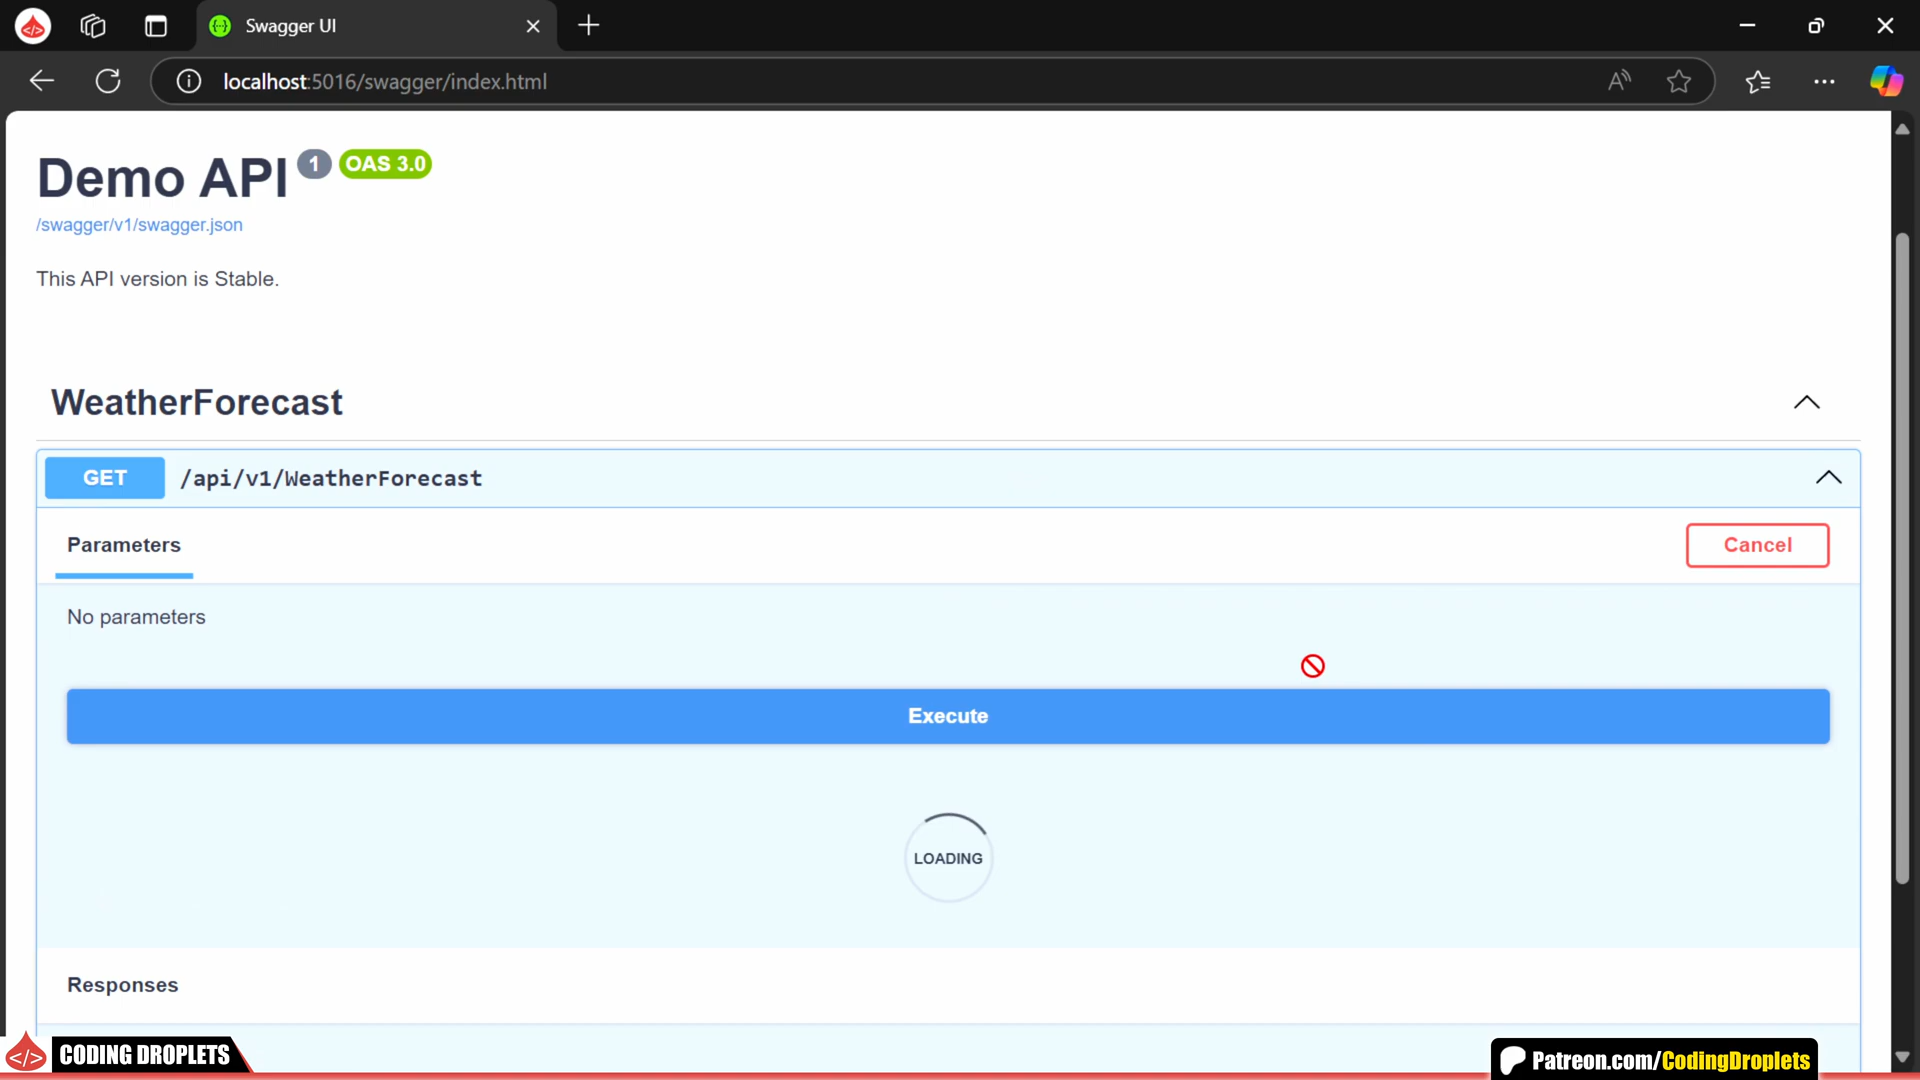 Swagger UI
localhost:5016/swagger/index.html
Demo API 1 OAS 3.0
/swagger/v1/swagger.json
This API version is Stable.
WeatherForecast
GET /api/v1/WeatherForecast
Parameters
Cancel
No parameters
Execute
LOADING
Responses
CODING DROPLETS
Patreon.com/CodingDroplets